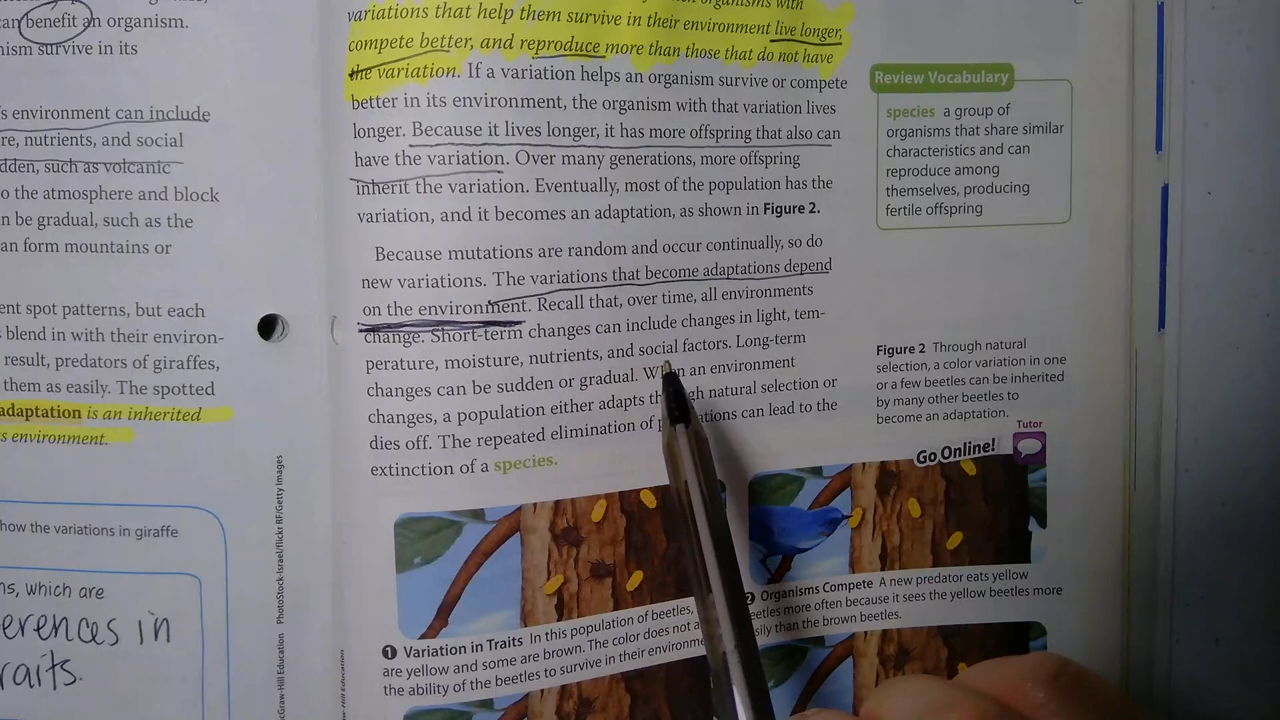 can benefit an organism.
survive in its
environment can include
nutrients, and social
such as volcanic
to the atmosphere and block
be gradual, such as the
can form mountains or
spot patterns, but each
blend in with their environ-
result, predators of giraffes,
them as easily. The spotted
adaptation is an inherited
environment.
how the variations in giraffe
which are
in
organisms with
variations that help them survive in their environment live longer,
compete better, and reproduce more than those that do not have
the variation. If a variation helps an organism survive or compete
better in its environment, the organism with that variation lives
longer. Because it lives longer, it has more offspring that also can
have the variation. Over many generations, more offspring
inherit the variation. Eventually, most of the population has the
variation, and it becomes an adaptation, as shown in Figure 2.
Because mutations are random and occur continually, so do
new variations. The variations that become adaptations depend
on the environment. Recall that, over time, all environments
change. Short-term changes can include changes in light, tem-
perature, moisture, nutrients, and social factors. Long-term
changes can be sudden or gradual. When an environment
changes, a population either adapts through natural selection or
dies off. The repeated elimination of populations can lead to the
extinction of a species.
Review Vocabulary
species a group of
organisms that share similar
characteristics and can
reproduce among
themselves, producing
fertile offspring
Figure 2 Through natural
selection, a color variation in one
or a few beetles can be inherited
by many other beetles to
become an adaptation.
Tutor
Go Online!
1 Variation in Traits In this population of beetles,
are yellow and some are brown. The color does not
the ability of the beetles to survive in their
2 Organisms Compete A new predator eats yellow
beetles more often because it sees the yellow beetles more
easily than the brown beetles.
McGraw-Hill Education PhotoStock-Israel/flickr RF/Getty Images
Education